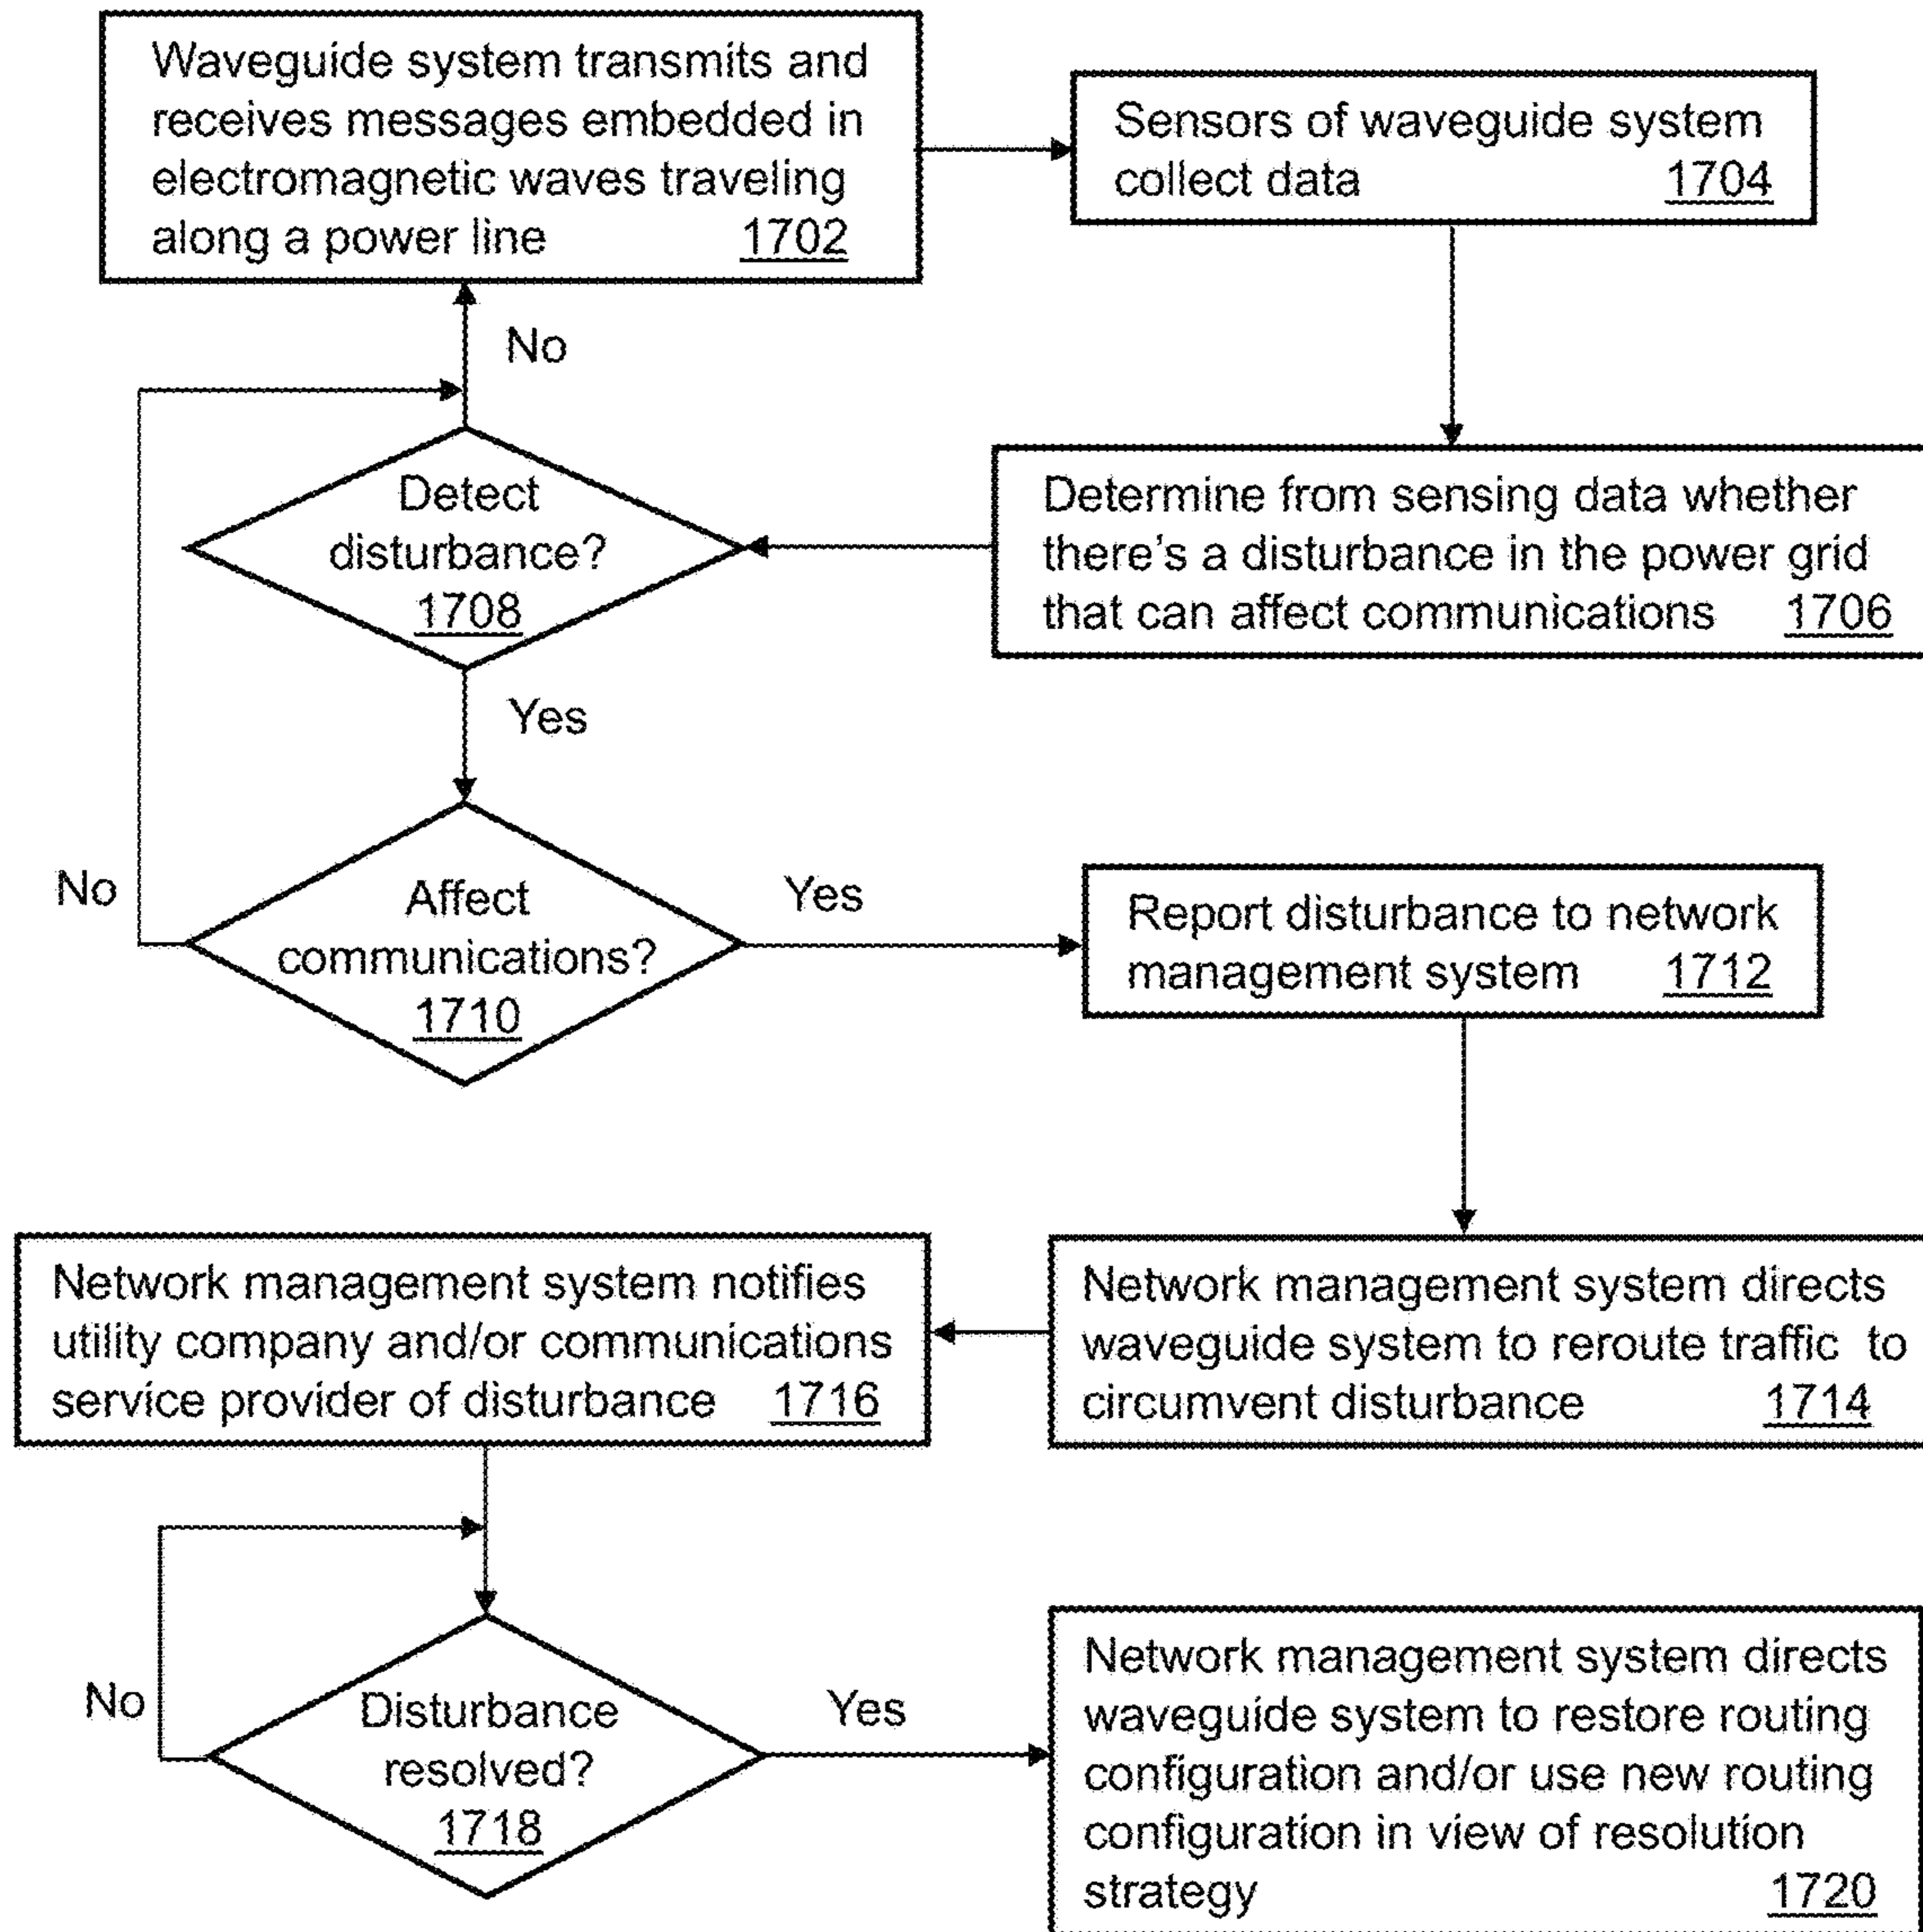 Waveguide system transmits and
receives messages embedded in
electromagnetic waves traveling
along a power line 1702
Sensors of waveguide system
collect data 1704
No
Detect
disturbance?
1708
Determine from sensing data whether
there's a disturbance in the power grid
that can affect communications 1706
Yes
No
Affect
communications?
1710
Yes
Report disturbance to network
management system 1712
Network management system notifies
utility company and/or communications
service provider of disturbance 1716
Network management system directs
waveguide system to reroute traffic to
circumvent disturbance 1714
No
Disturbance
resolved?
1718
Yes
Network management system directs
waveguide system to restore routing
configuration and/or use new routing
configuration in view of resolution
strategy 1720